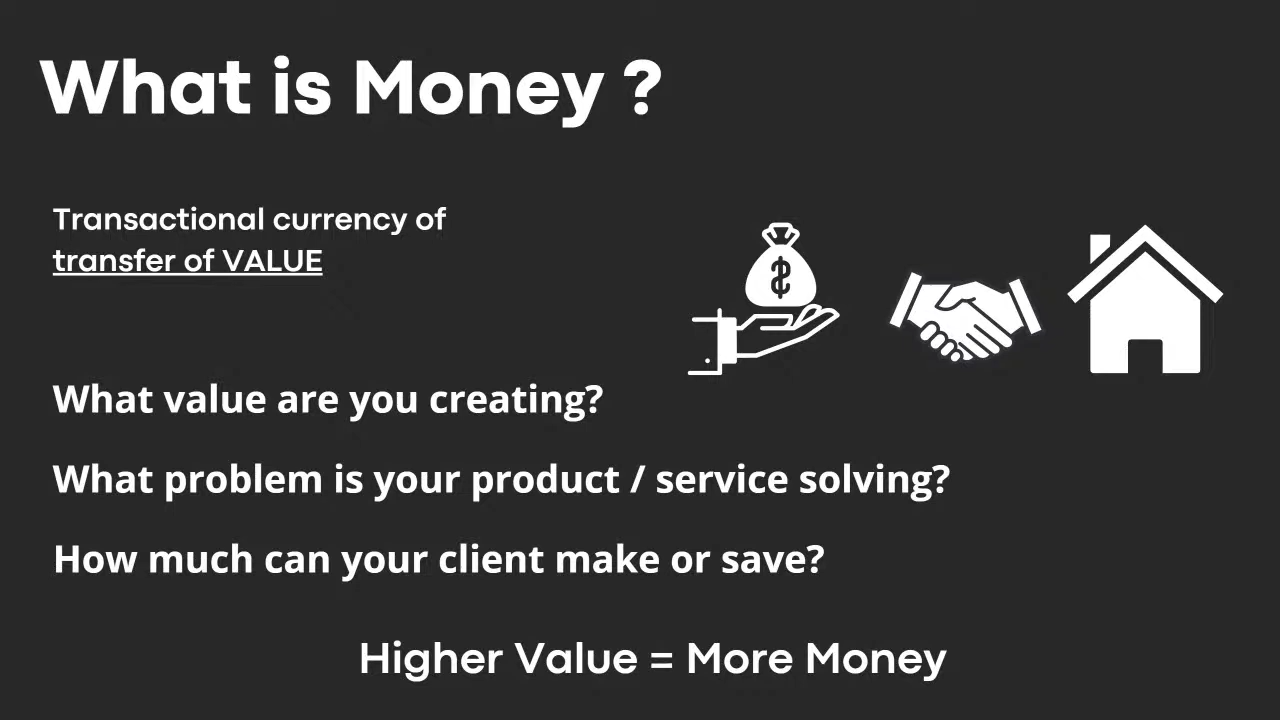 What is Money ?
Transactional currency of
transfer of VALUE
What value are you creating?
What problem is your product / service solving?
How much can your client make or save?
Higher Value = More Money